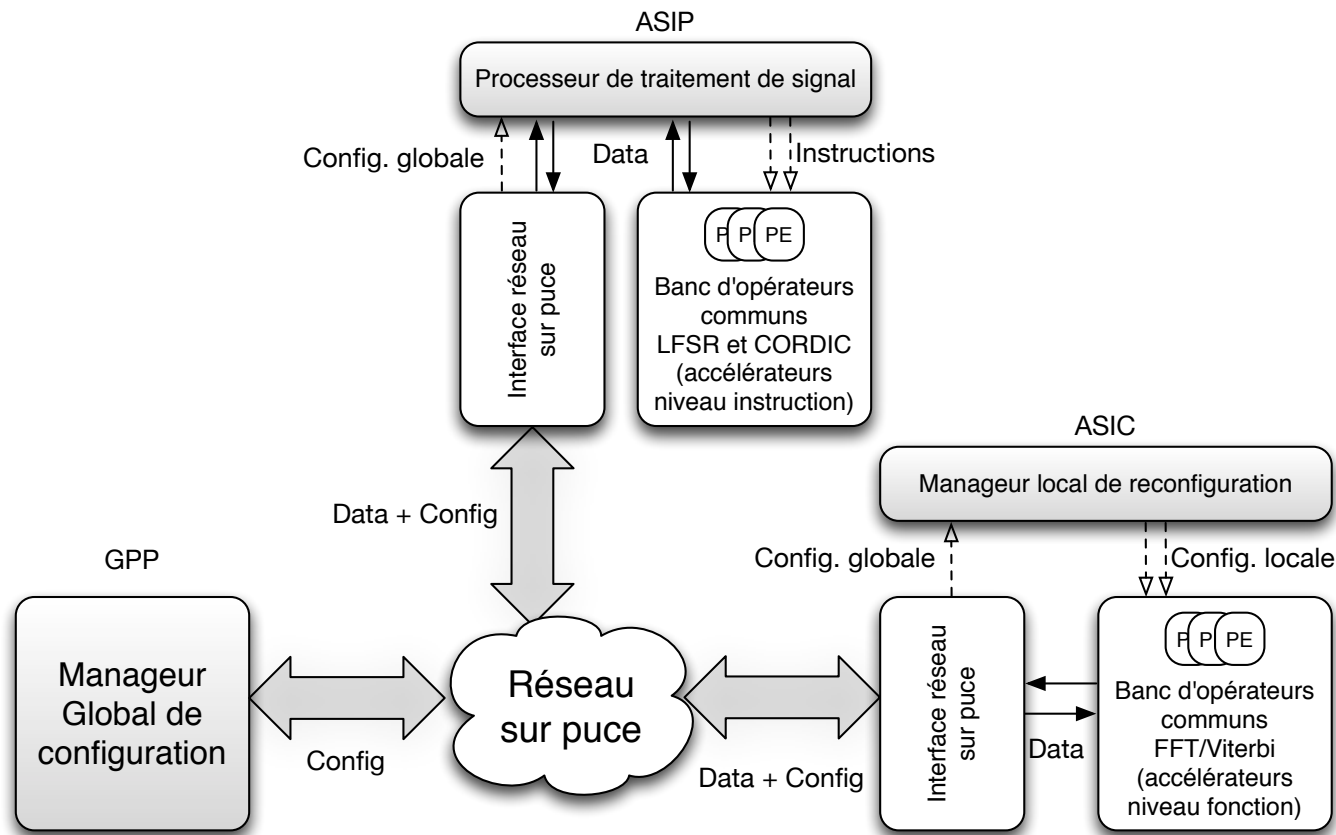 ASIP
Processeur de traitement de signal
Config. globale
Data
Instructions
Interface réseau
sur puce
P P PE
Banc d'opérateurs
communs
LFSR et CORDIC
(accélérateurs
niveau instruction)
Data + Config
ASIC
Manageur local de reconfiguration
Config. globale
Config. locale
GPP
Manageur
Global de
configuration
Config
Réseau
sur puce
Data + Config
Interface réseau
sur puce
Data
P P PE
Banc d'opérateurs
communs
FFT/Viterbi
(accélérateurs
niveau fonction)